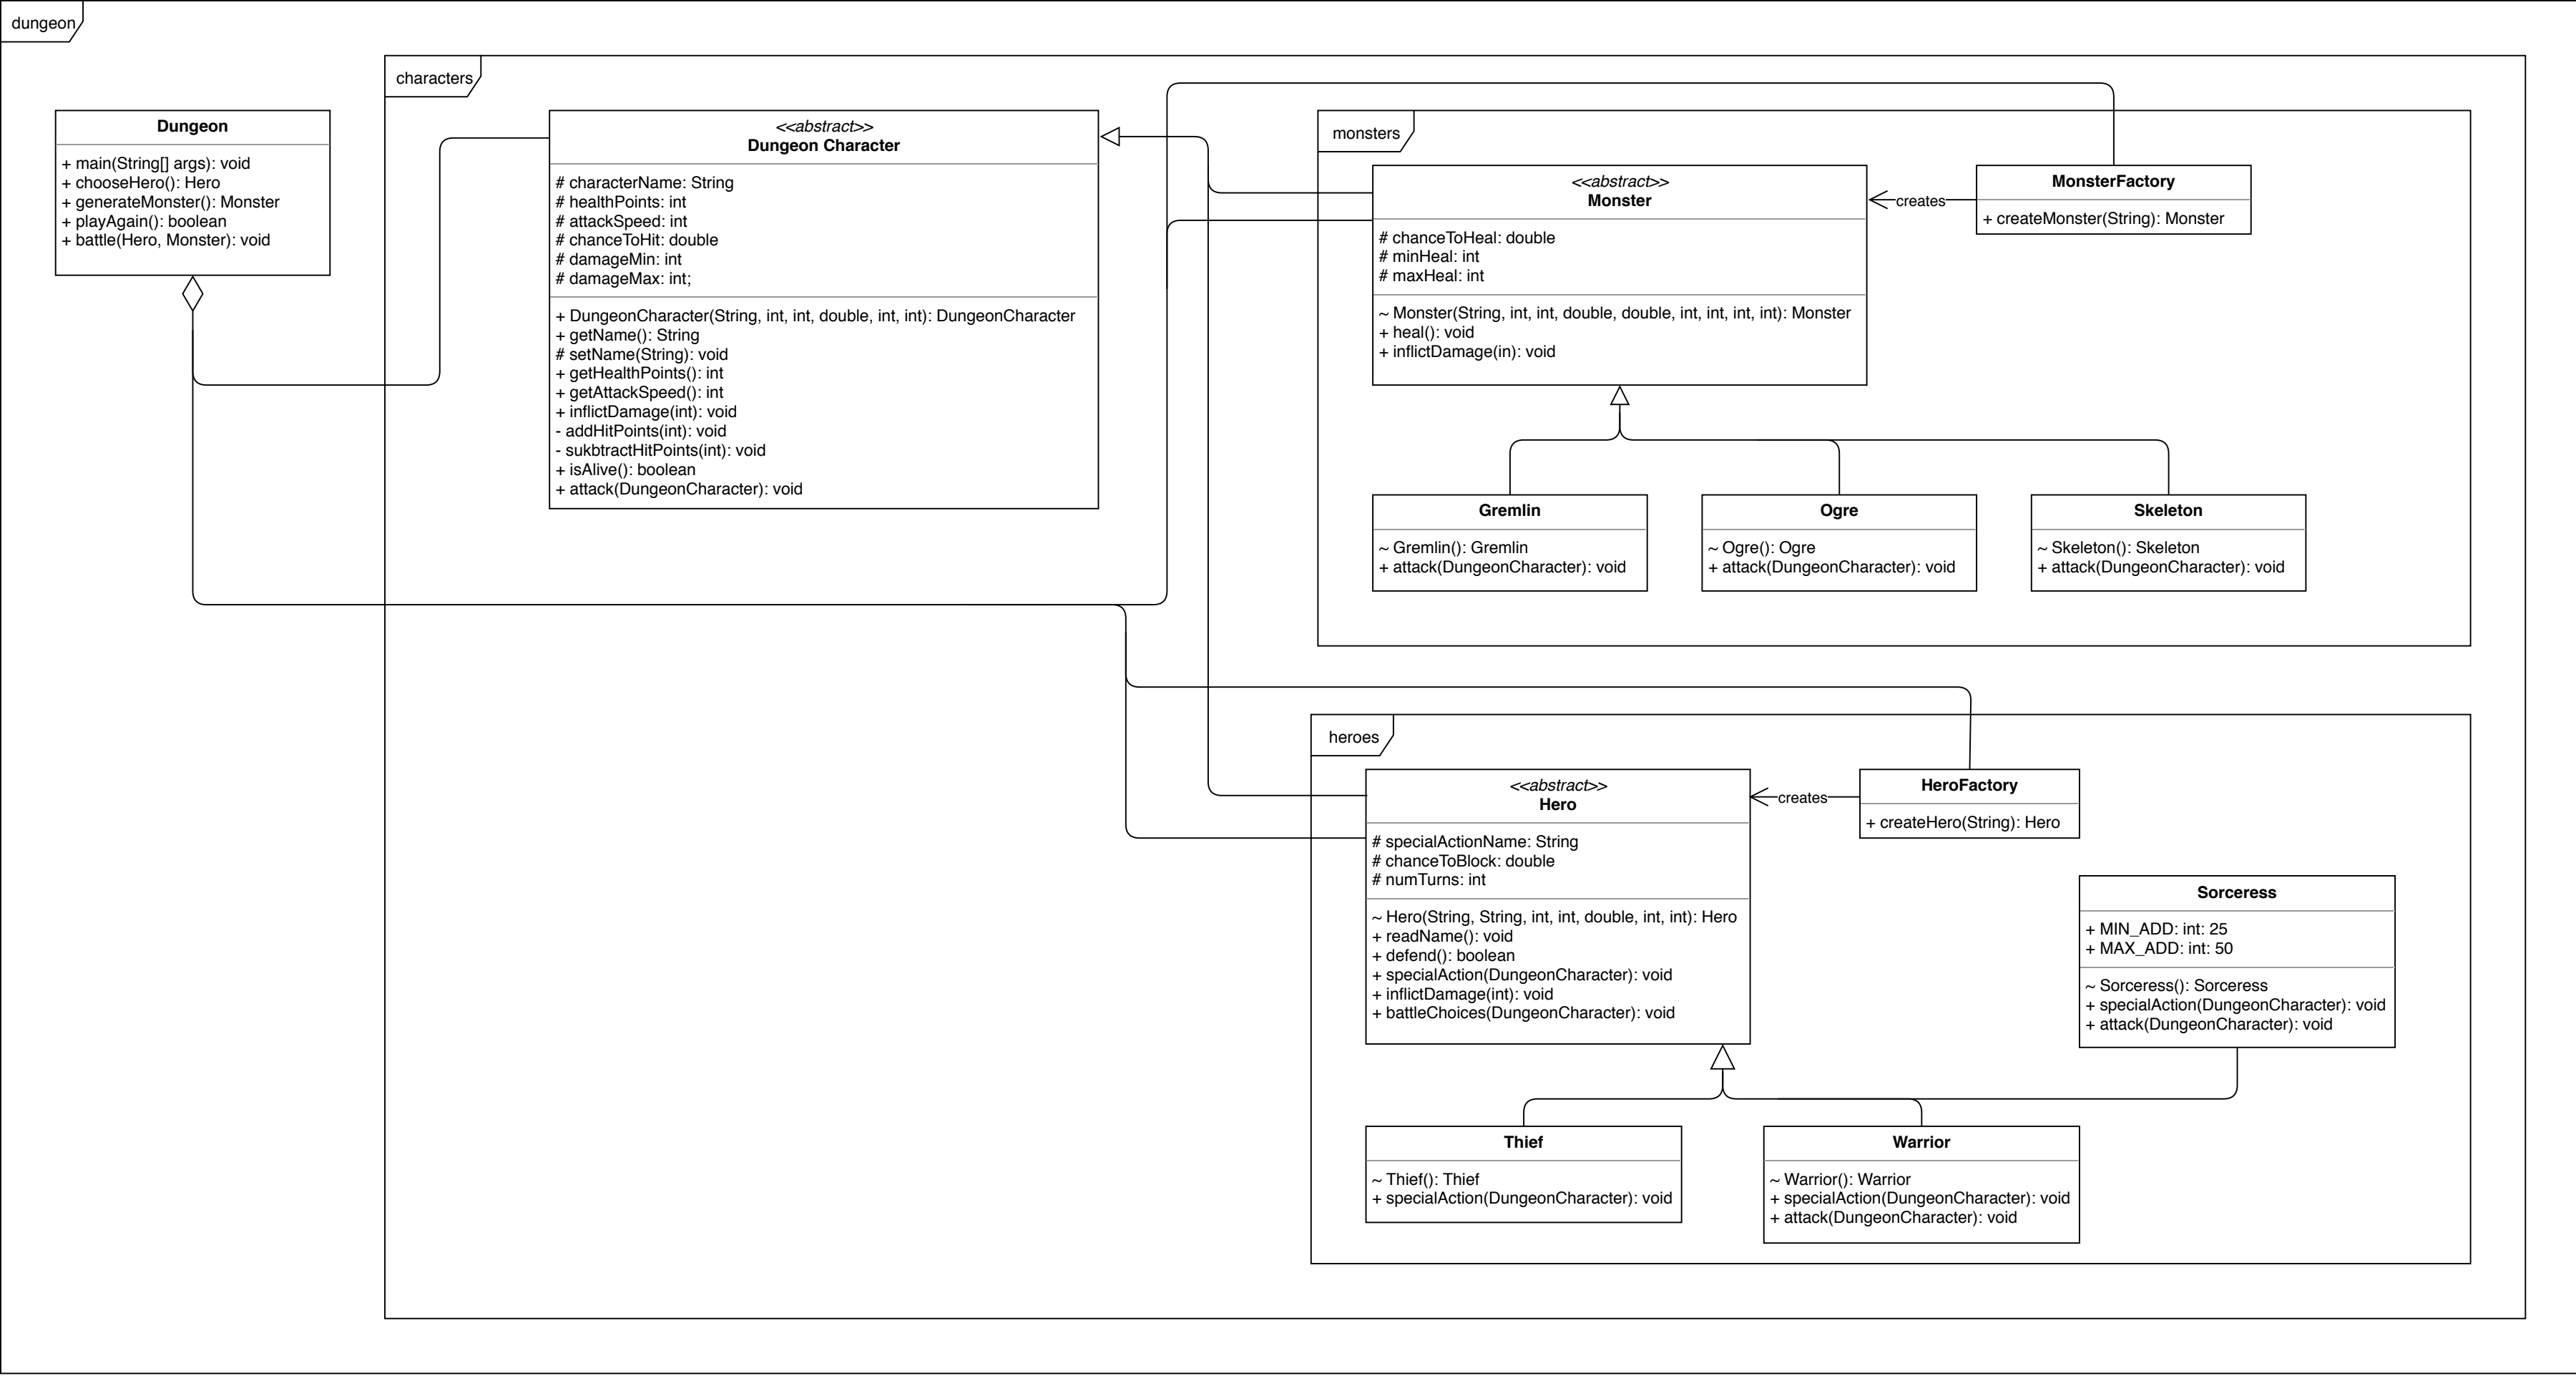 dungeon
characters
Dungeon
+ main(String[] args): void
+ chooseHero(): Hero
+ generateMonster(): Monster
+ playAgain(): boolean
+ battle(Hero, Monster): void
<<abstract>>
Dungeon Character
# characterName: String
# healthPoints: int
# attackSpeed: int
# chanceToHit: double
# damageMin: int
# damageMax: int;
+ DungeonCharacter(String, int, int, double, int, int): DungeonCharacter
+ getName(): String
# setName(String): void
+ getHealthPoints(): int
+ getAttackSpeed(): int
+ inflictDamage(int): void
- addHitPoints(int): void
- sukbtractHitPoints(int): void
+ isAlive(): boolean
+ attack(DungeonCharacter): void
monsters
<<abstract>>
Monster
# chanceToHeal: double
# minHeal: int
# maxHeal: int
~ Monster(String, int, int, double, double, int, int, int, int): Monster
+ heal(): void
+ inflictDamage(in): void
creates
MonsterFactory
+ createMonster(String): Monster
Gremlin
~ Gremlin(): Gremlin
+ attack(DungeonCharacter): void
Ogre
~ Ogre(): Ogre
+ attack(DungeonCharacter): void
Skeleton
~ Skeleton(): Skeleton
+ attack(DungeonCharacter): void
heroes
<<abstract>>
Hero
# specialActionName: String
# chanceToBlock: double
# numTurns: int
~ Hero(String, String, int, int, double, int, int): Hero
+ readName(): void
+ defend(): boolean
+ specialAction(DungeonCharacter): void
+ inflictDamage(int): void
+ battleChoices(DungeonCharacter): void
creates
HeroFactory
+ createHero(String): Hero
Sorceress
+ MIN_ADD: int: 25
+ MAX_ADD: int: 50
~ Sorceress(): Sorceress
+ specialAction(DungeonCharacter): void
+ attack(DungeonCharacter): void
Thief
~ Thief(): Thief
+ specialAction(DungeonCharacter): void
Warrior
~ Warrior(): Warrior
+ specialAction(DungeonCharacter): void
+ attack(DungeonCharacter): void